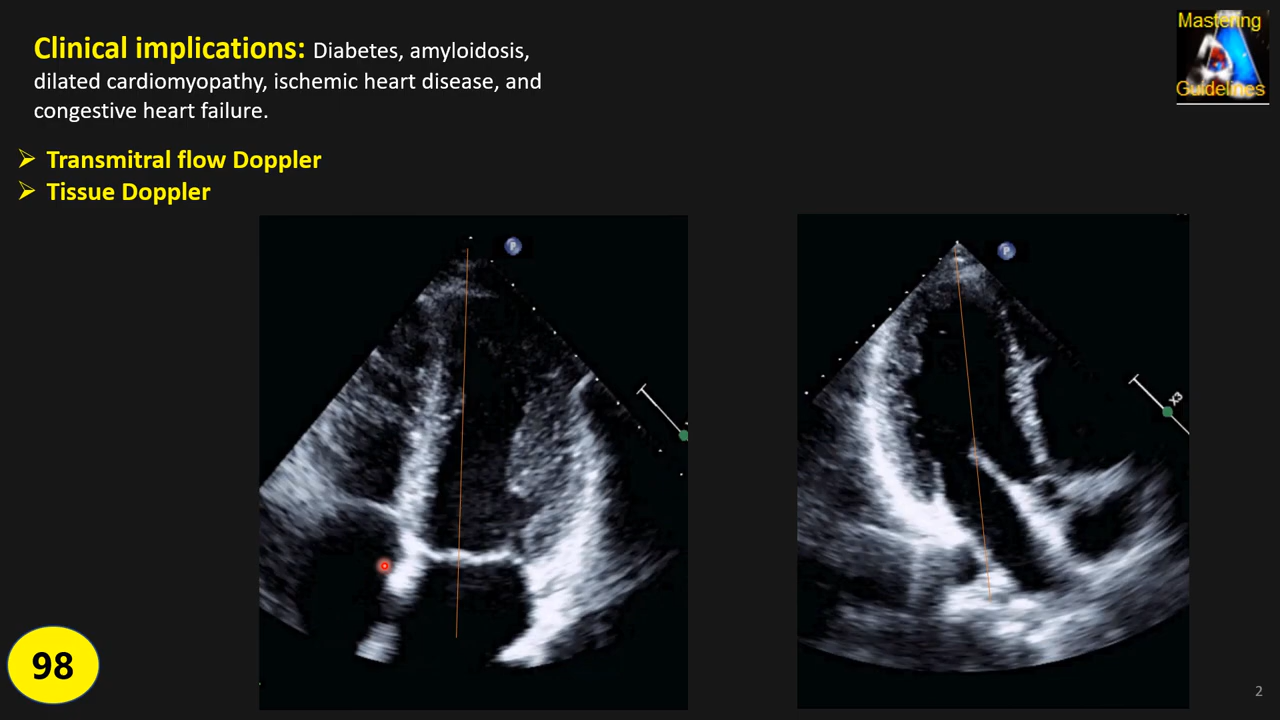 Clinical implications: Diabetes, amyloidosis,
dilated cardiomyopathy, ischemic heart disease, and
congestive heart failure.
Mastering
Guidelines
➢ Transmitral flow Doppler
➢ Tissue Doppler
P
P
X3
98
2